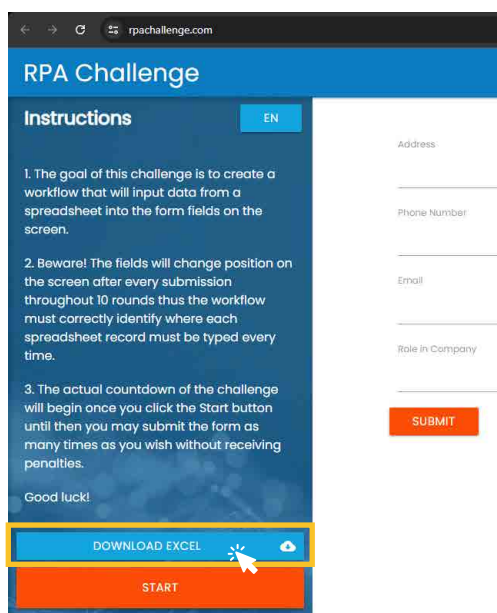 rpachallenge.com
RPA Challenge
Instructions
EN
1. The goal of this challenge is to create a
workflow that will input data from a
spreadsheet into the form fields on the
screen.
2. Beware! The fields will change position on
the screen after every submission
throughout 10 rounds thus the workflow
must correctly identify where each
spreadsheet record must be typed every
time.
3. The actual countdown of the challenge
will begin once you click the Start button
until then you may submit the form as
many times as you wish without receiving
penalties.
Good luck!
DOWNLOAD EXCEL
START
Address
Phone Number
Email
Role in Company
SUBMIT